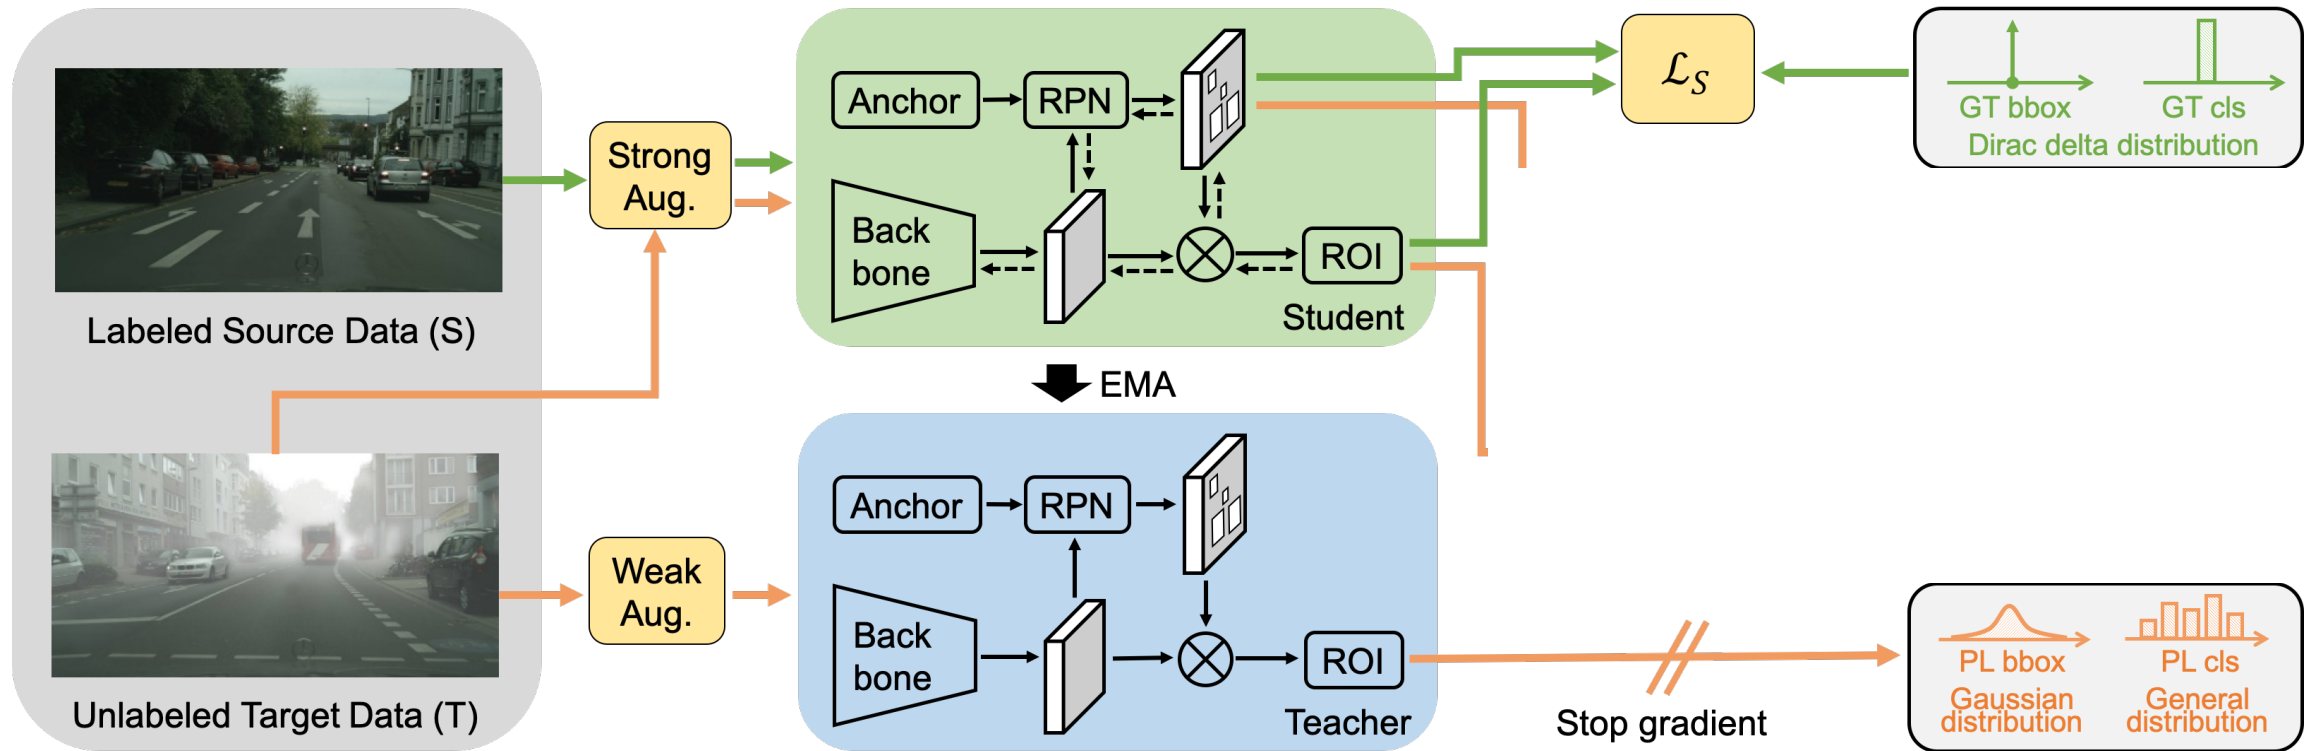 Labeled Source Data (S)
Unlabeled Target Data (T)
Strong
Aug.
Weak
Aug.
Anchor
RPN
Back
bone
ROI
Student
EMA
Anchor
RPN
Back
bone
ROI
Teacher
ℒS
GT bbox
GT cls
Dirac delta distribution
Stop gradient
PL bbox
PL cls
Gaussian
distribution
General
distribution